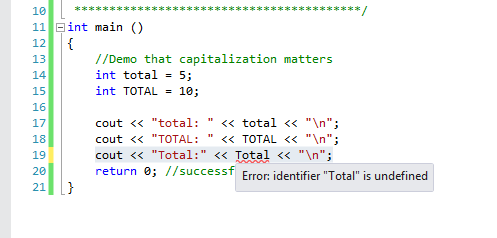 10 *****************************************/
11 int main ()
12 {
13 //Demo that capitalization matters
14 int total = 5;
15 int TOTAL = 10;
16
17 cout << "total: " << total << "\n";
18 cout << "TOTAL: " << TOTAL << "\n";
19 cout << "Total:" << Total << "\n";
20 return 0; //successf
Error: identifier "Total" is undefined
21 }